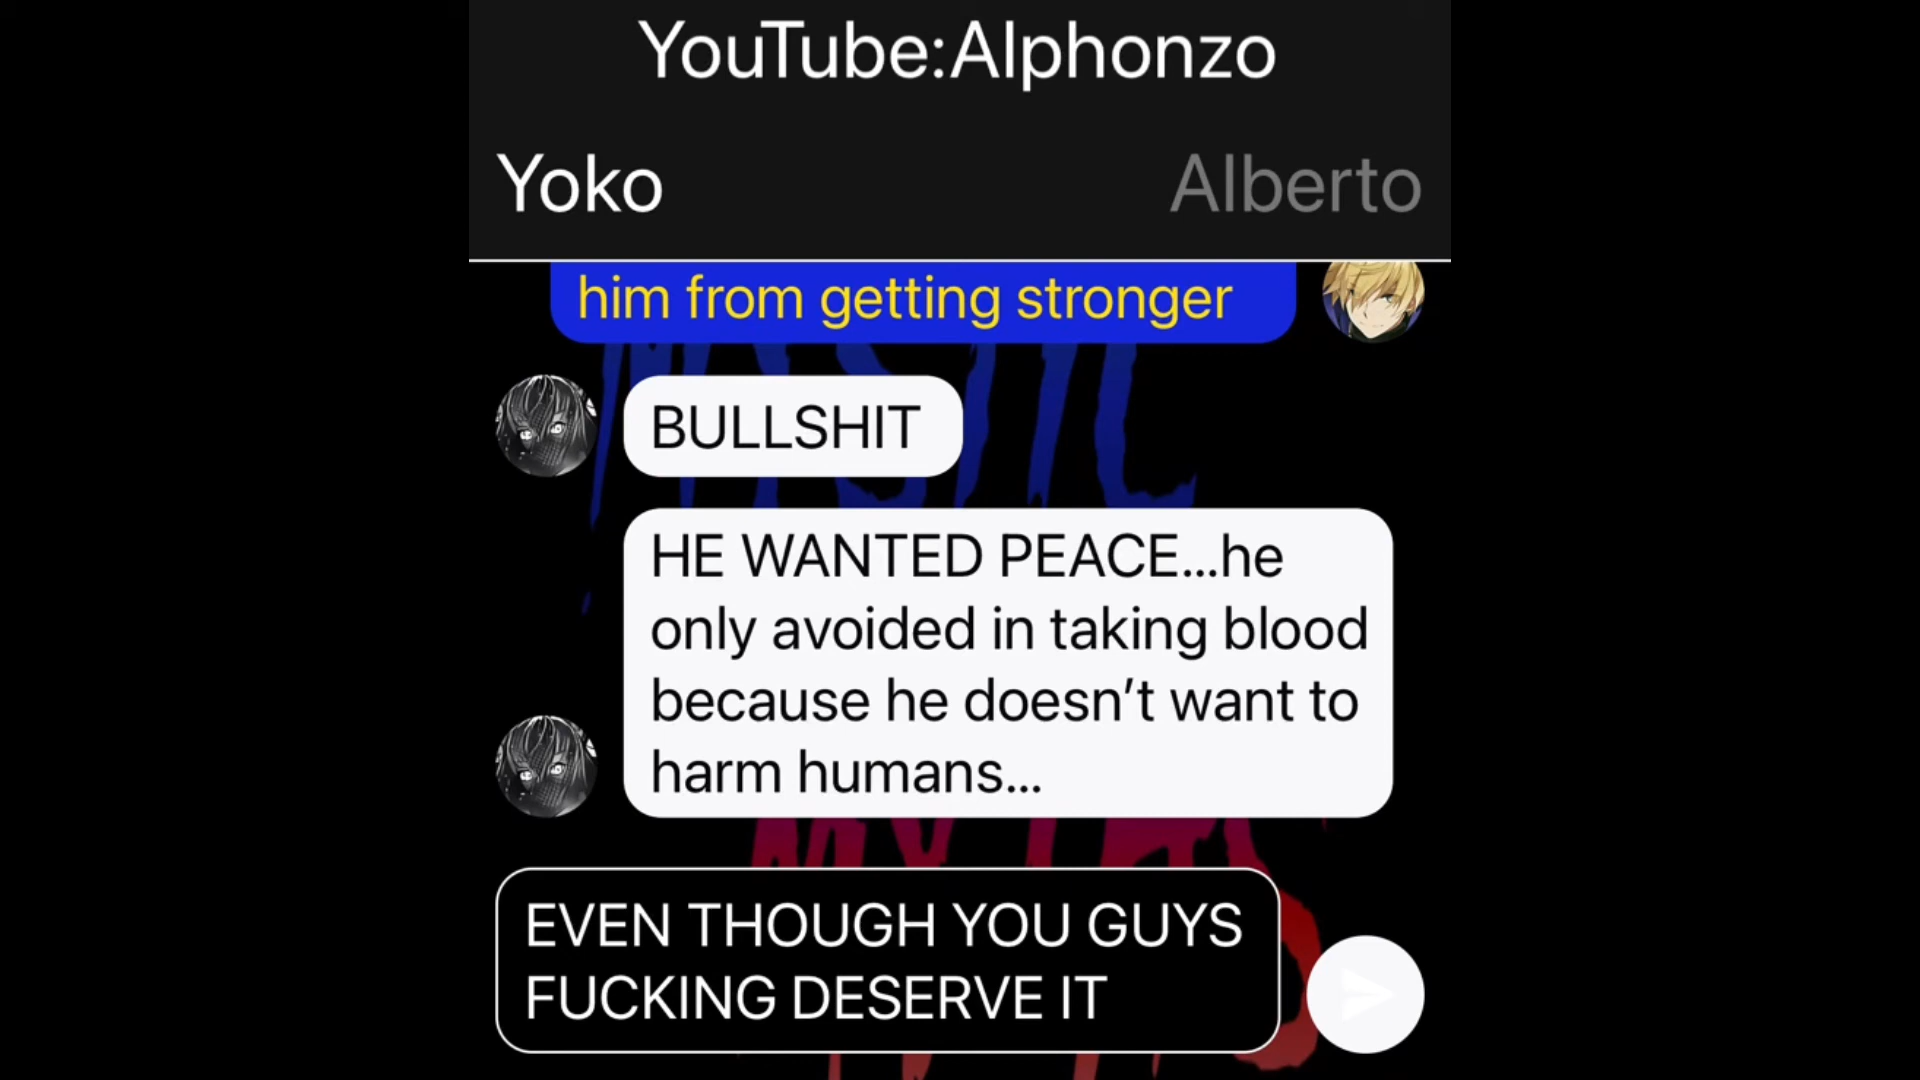 YouTube:Alphonzo
Yoko
Alberto
him from getting stronger
BULLSHIT
HE WANTED PEACE...he
only avoided in taking blood
because he doesn’t want to
harm humans...
EVEN THOUGH YOU GUYS
FUCKING DESERVE IT